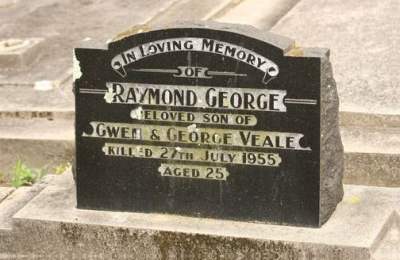 IN LOVING MEMORY
OF
RAYMOND GEORGE
BELOVED SON OF
GWEN & GEORGE VEALE
KILLED 27TH JULY 1955
AGED 25